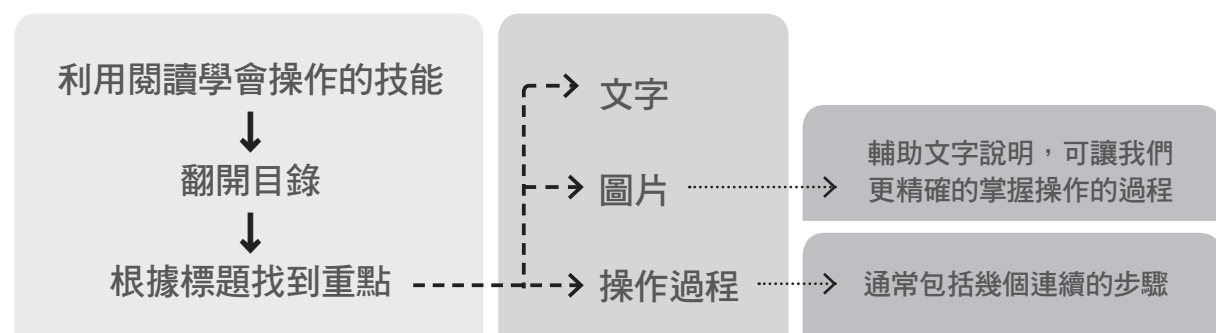 利用閱讀學會操作的技能
翻開目錄
根據標題找到重點
文字
圖片
操作過程
輔助文字說明，可讓我們
更精確的掌握操作的過程
通常包括幾個連續的步驟